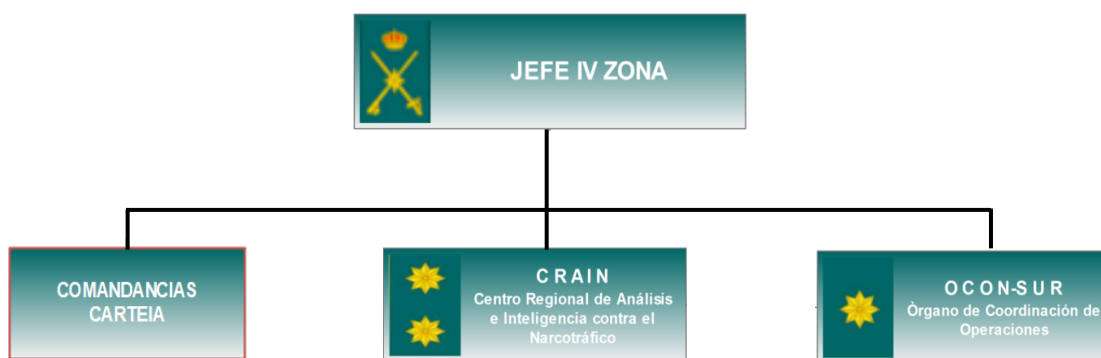 JEFE IV ZONA
COMANDANCIAS
CARTEIA
C R A I N
Centro Regional de Análisis
e Inteligencia contra el
Narcotráfico
O C O N-S U R
Òrgano de Coordinación de
Operaciones